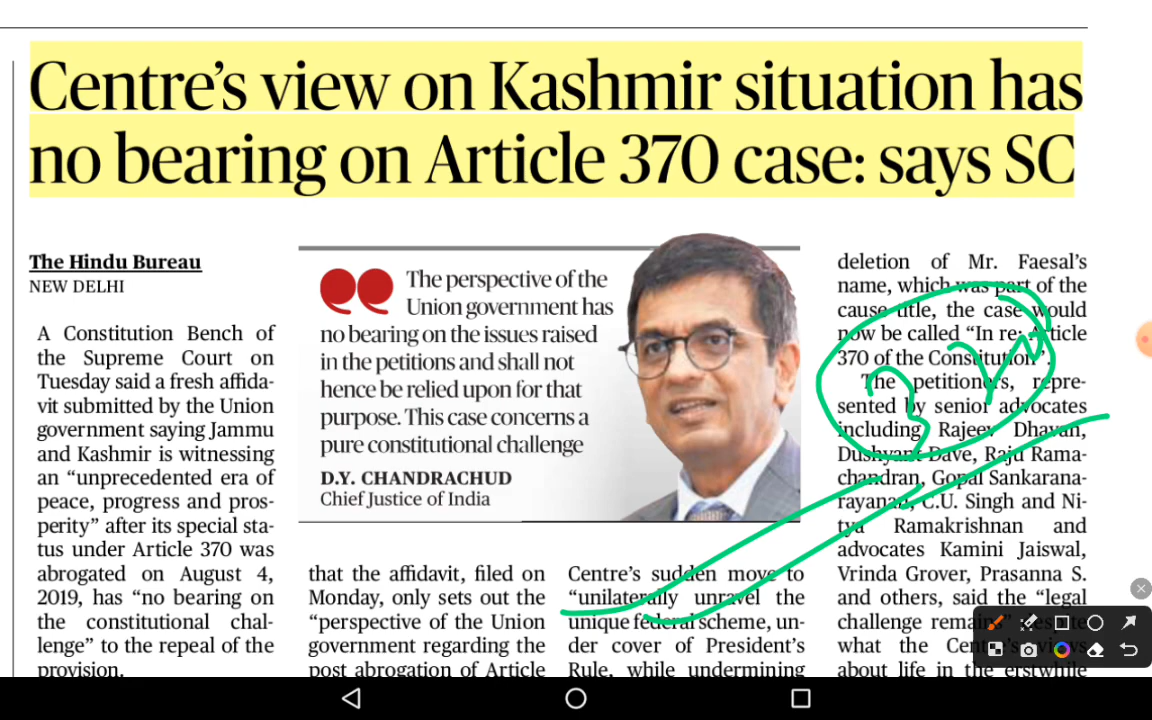 Centre’s view on Kashmir situation has
no bearing on Article 370 case: says SC
The Hindu Bureau
NEW DELHI
A Constitution Bench of
the Supreme Court on
Tuesday said a fresh affida-
vit submitted by the Union
government saying Jammu
and Kashmir is witnessing
an “unprecedented era of
peace, progress and pros-
perity” after its special sta-
tus under Article 370 was
abrogated on August 4,
2019, has “no bearing on
the constitutional chal-
lenge” to the repeal of the
provision.
The perspective of the
Union government has
no bearing on the issues raised
in the petitions and shall not
hence be relied upon for that
purpose. This case concerns a
pure constitutional challenge
D.Y. CHANDRACHUD
Chief Justice of India
that the affidavit, filed on
Monday, only sets out the
“perspective of the Union
government regarding the
post abrogation of Article
Centre’s sudden move to
“unilaterally unravel the
unique federal scheme, un-
der cover of President’s
Rule, while undermining
deletion of Mr. Faesal’s
name, which was part of the
cause title, the case would
now be called “In re: Article
370 of the Constitution”.
The petitioners, repre-
sented by senior advocates
including Rajeev Dhavan,
Dushyant Dave, Raju Rama-
chandran, Gopal Sankarana-
rayanan, C.U. Singh and Ni-
tya Ramakrishnan and
advocates Kamini Jaiswal,
Vrinda Grover, Prasanna S.
and others, said the “legal
challenge remains”
what the
about life in the erstwhile